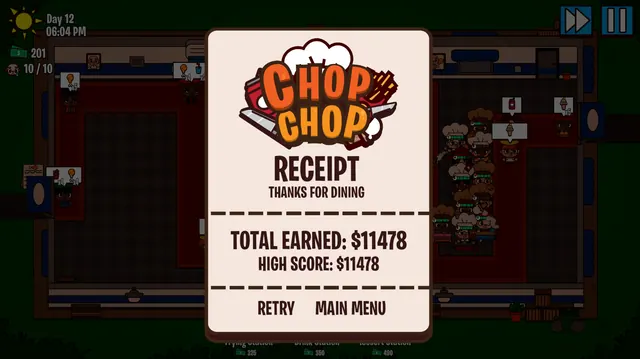 Day 12
06:04 PM
201
10 / 10
CHOP
CHOP
RECEIPT
THANKS FOR DINING
TOTAL EARNED: $11478
HIGH SCORE: $11478
RETRY MAIN MENU